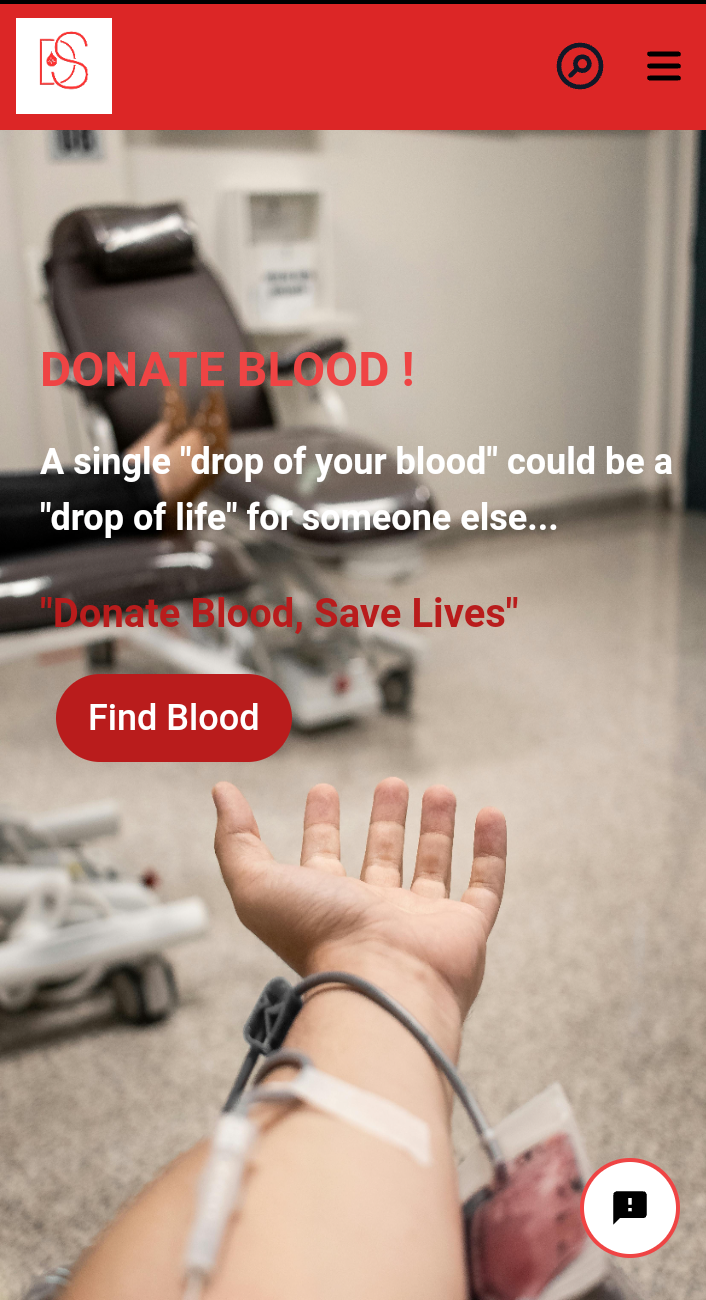 DS
DONATE BLOOD !
A single "drop of your blood" could be a
"drop of life" for someone else...
"Donate Blood, Save Lives"
Find Blood